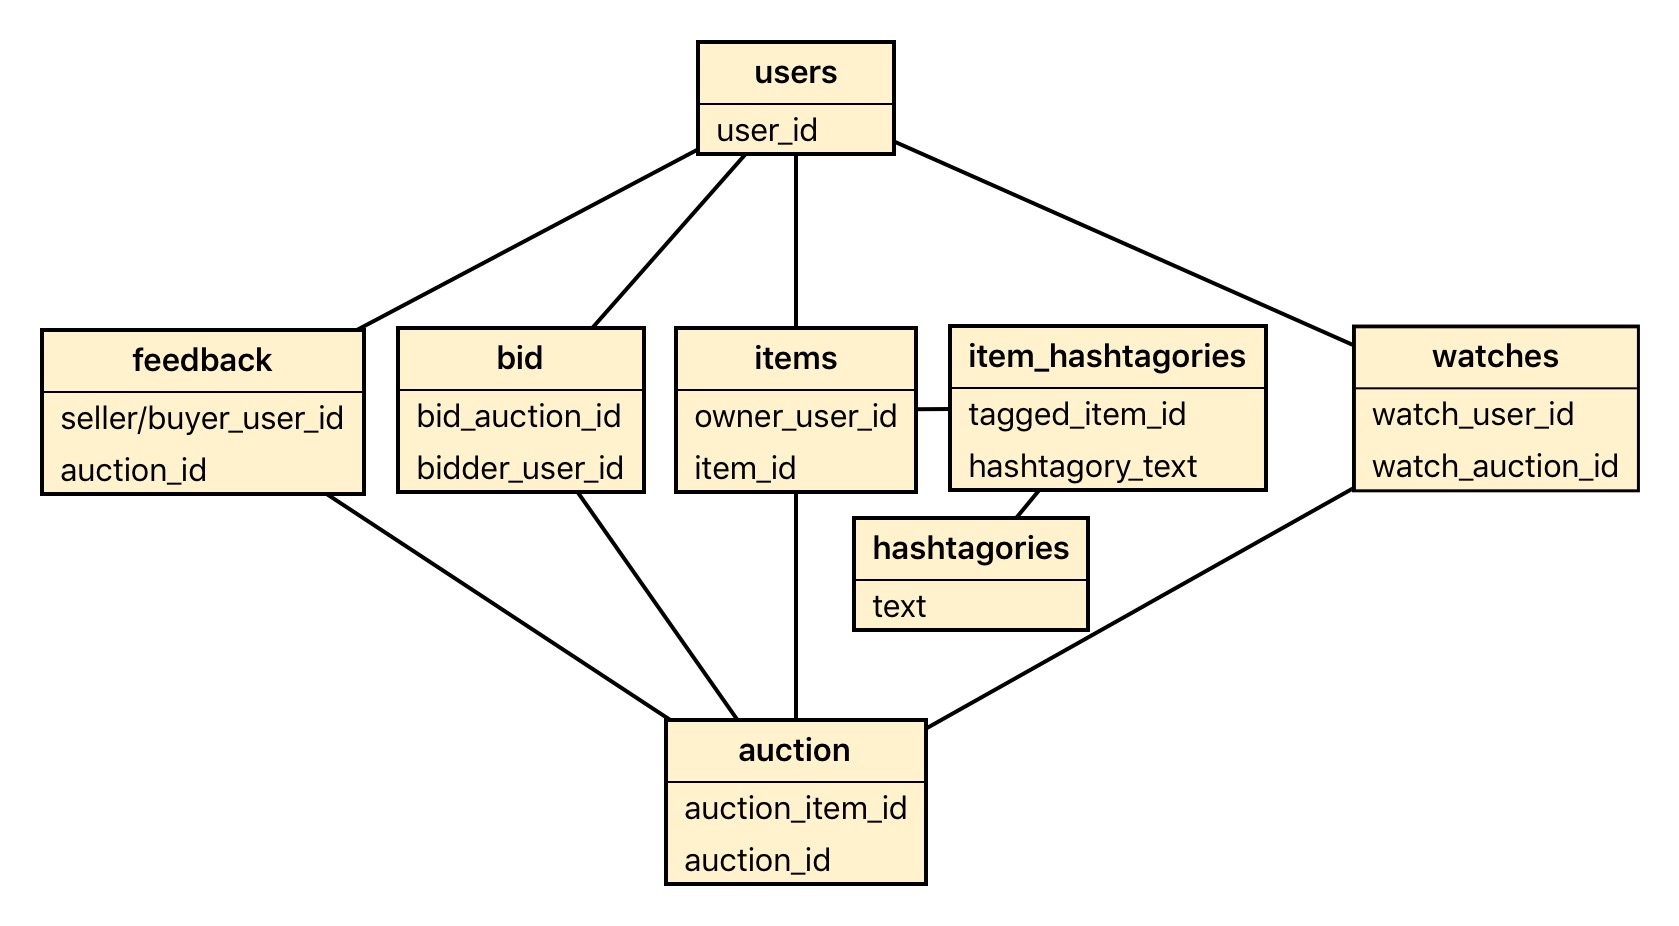 users
user_id
feedback
seller/buyer_user_id
auction_id
bid
bid_auction_id
bidder_user_id
items
owner_user_id
item_id
item_hashtagories
tagged_item_id
hashtagory_text
watches
watch_user_id
watch_auction_id
hashtagories
text
auction
auction_item_id
auction_id